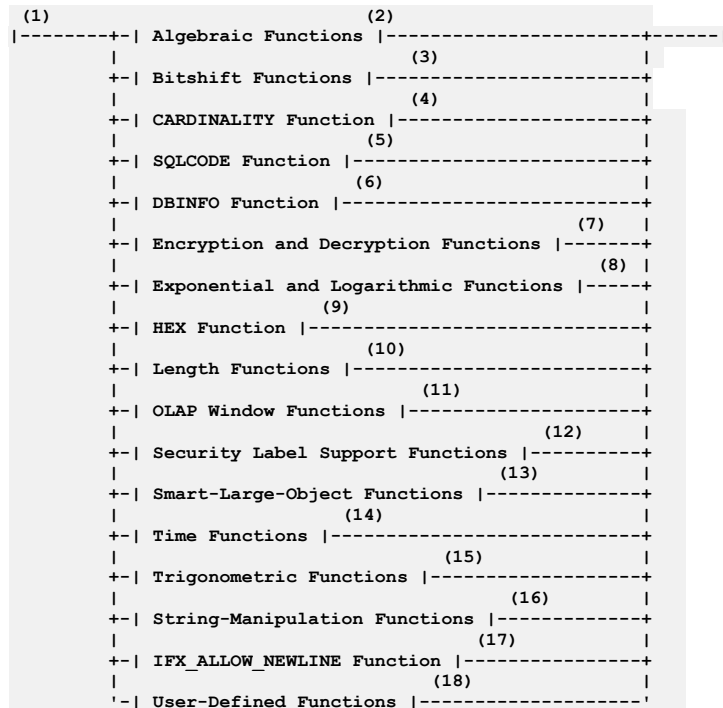 (1)                           (2)
|--------+-| Algebraic Functions |-----------------------+------|
         |                         (3)                   |
         +-| Bitshift Functions |------------------------+
         |                         (4)                   |
         +-| CARDINALITY Function |----------------------+
         |                     (5)                       |
         +-| SQLCODE Function |--------------------------+
         |                    (6)                        |
         +-| DBINFO Function |---------------------------+
         |                                        (7)    |
         +-| Encryption and Decryption Functions |-------+
         |                                          (8)  |
         +-| Exponential and Logarithmic Functions |-----+
         |                 (9)                           |
         +-| HEX Function |------------------------------+
         |                     (10)                      |
         +-| Length Functions |--------------------------+
         |                          (11)                 |
         +-| OLAP Window Functions |---------------------+
         |                                     (12)      |
         +-| Security Label Support Functions |----------+
         |                                 (13)          |
         +-| Smart-Large-Object Functions |--------------+
         |                   (14)                        |
         +-| Time Functions |----------------------------+
         |                            (15)               |
         +-| Trigonometric Functions |-------------------+
         |                                  (16)         |
         +-| String-Manipulation Functions |-------------+
         |                               (17)            |
         +-| IFX_ALLOW_NEWLINE Function |----------------+
         |                           (18)                |
         '-| User-Defined Functions |--------------------'